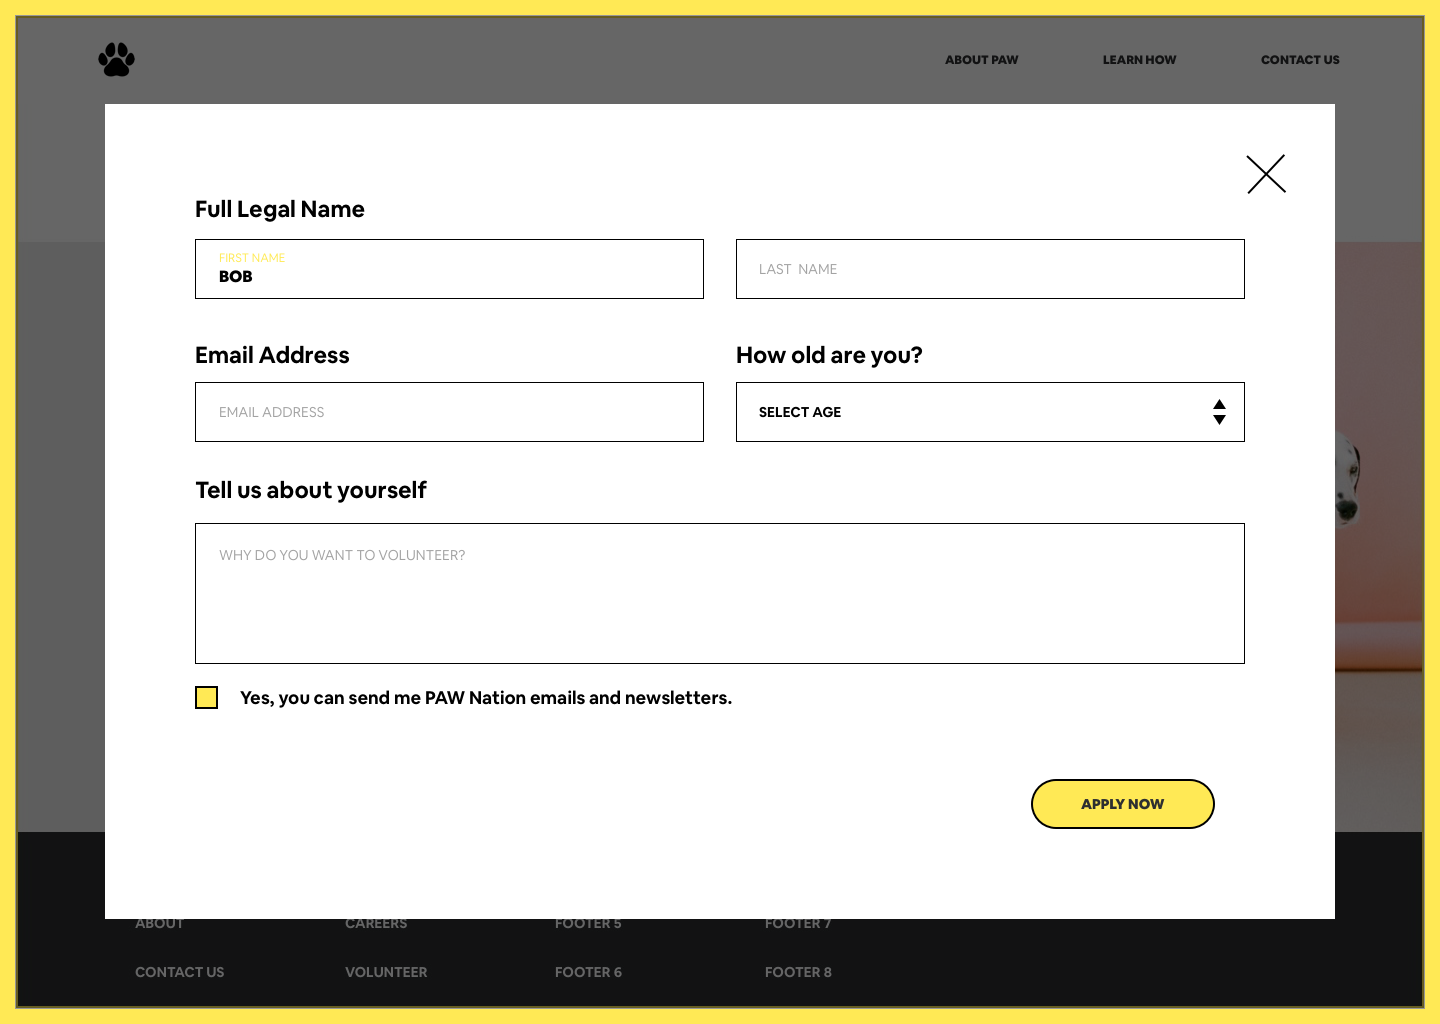 ABOUT PAW
LEARN HOW
CONTACT US
Full Legal Name
FIRST NAME
BOB
LAST NAME
Email Address
How old are you?
EMAIL ADDRESS
SELECT AGE
Tell us about yourself
WHY DO YOU WANT TO VOLUNTEER?
Yes, you can send me PAW Nation emails and newsletters.
APPLY NOW
ABOUT
CAREERS
FOOTER 5
FOOTER 7
CONTACT US
VOLUNTEER
FOOTER 6
FOOTER 8